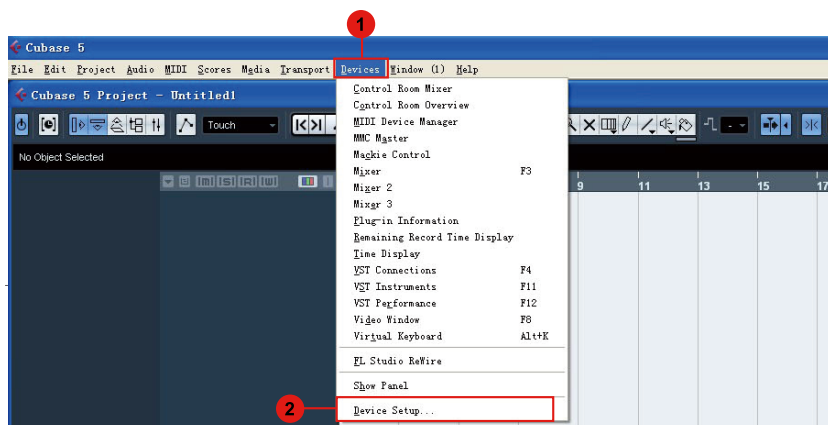 1
Cubase 5
File Edit Project Audio MIDI Scores Media Transport Devices Window (1) Help
Cubase 5 Project - Untitled1
Touch
No Object Selected
m S R W
9 11 13 15 17
Control Room Mixer
Control Room Overview
MIDI Device Manager
MMC Master
Mackie Control
Mixer F3
Mixer 2
Mixer 3
Plug-in Information
Remaining Record Time Display
Time Display
VST Connections F4
VST Instruments F11
VST Performance F12
Video Window F8
Virtual Keyboard Alt+K
FL Studio ReWire
Show Panel
2 Device Setup...